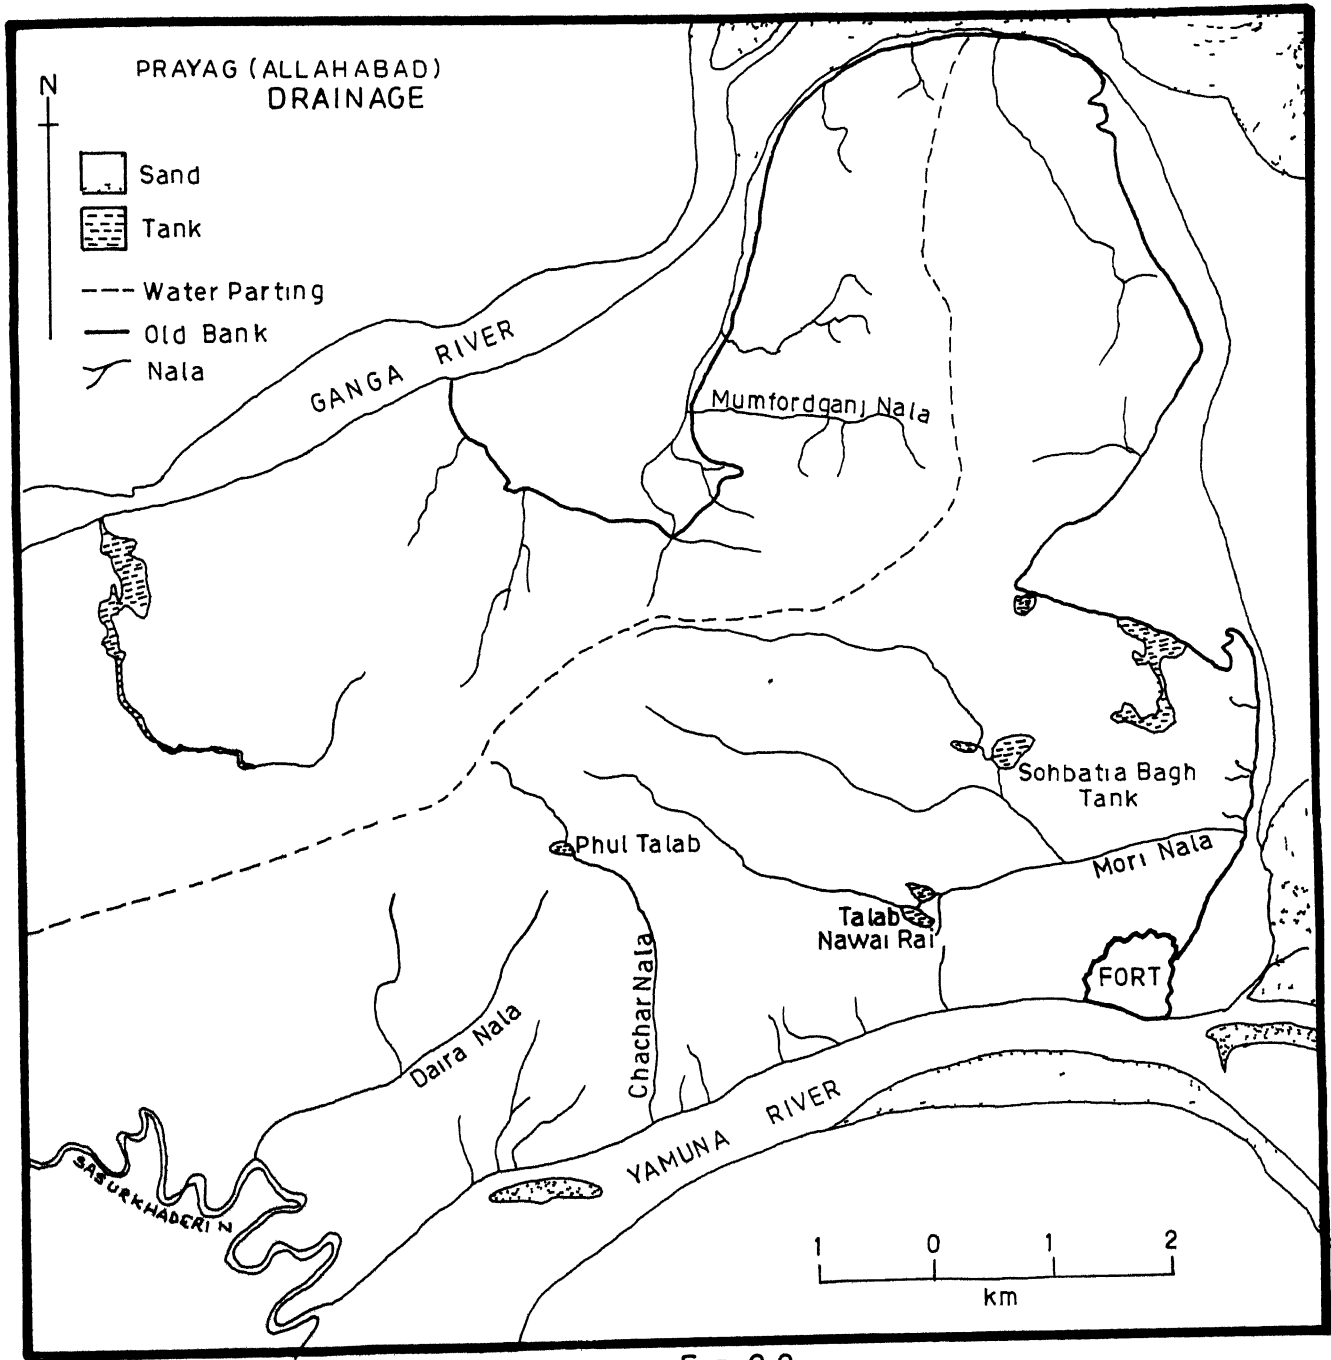 PRAYAG (ALLAHABAD)
DRAINAGE
N
Sand
Tank
Water Parting
Old Bank
Nala
GANGA RIVER
Mumfordganj Nala
Sohbatia Bagh
Tank
Phul Talab
Mori Nala
Talab
Nawai Rai
FORT
Chachar Nala
Daira Nala
YAMUNA RIVER
SASURKHADERI N
1 0 1 2
km